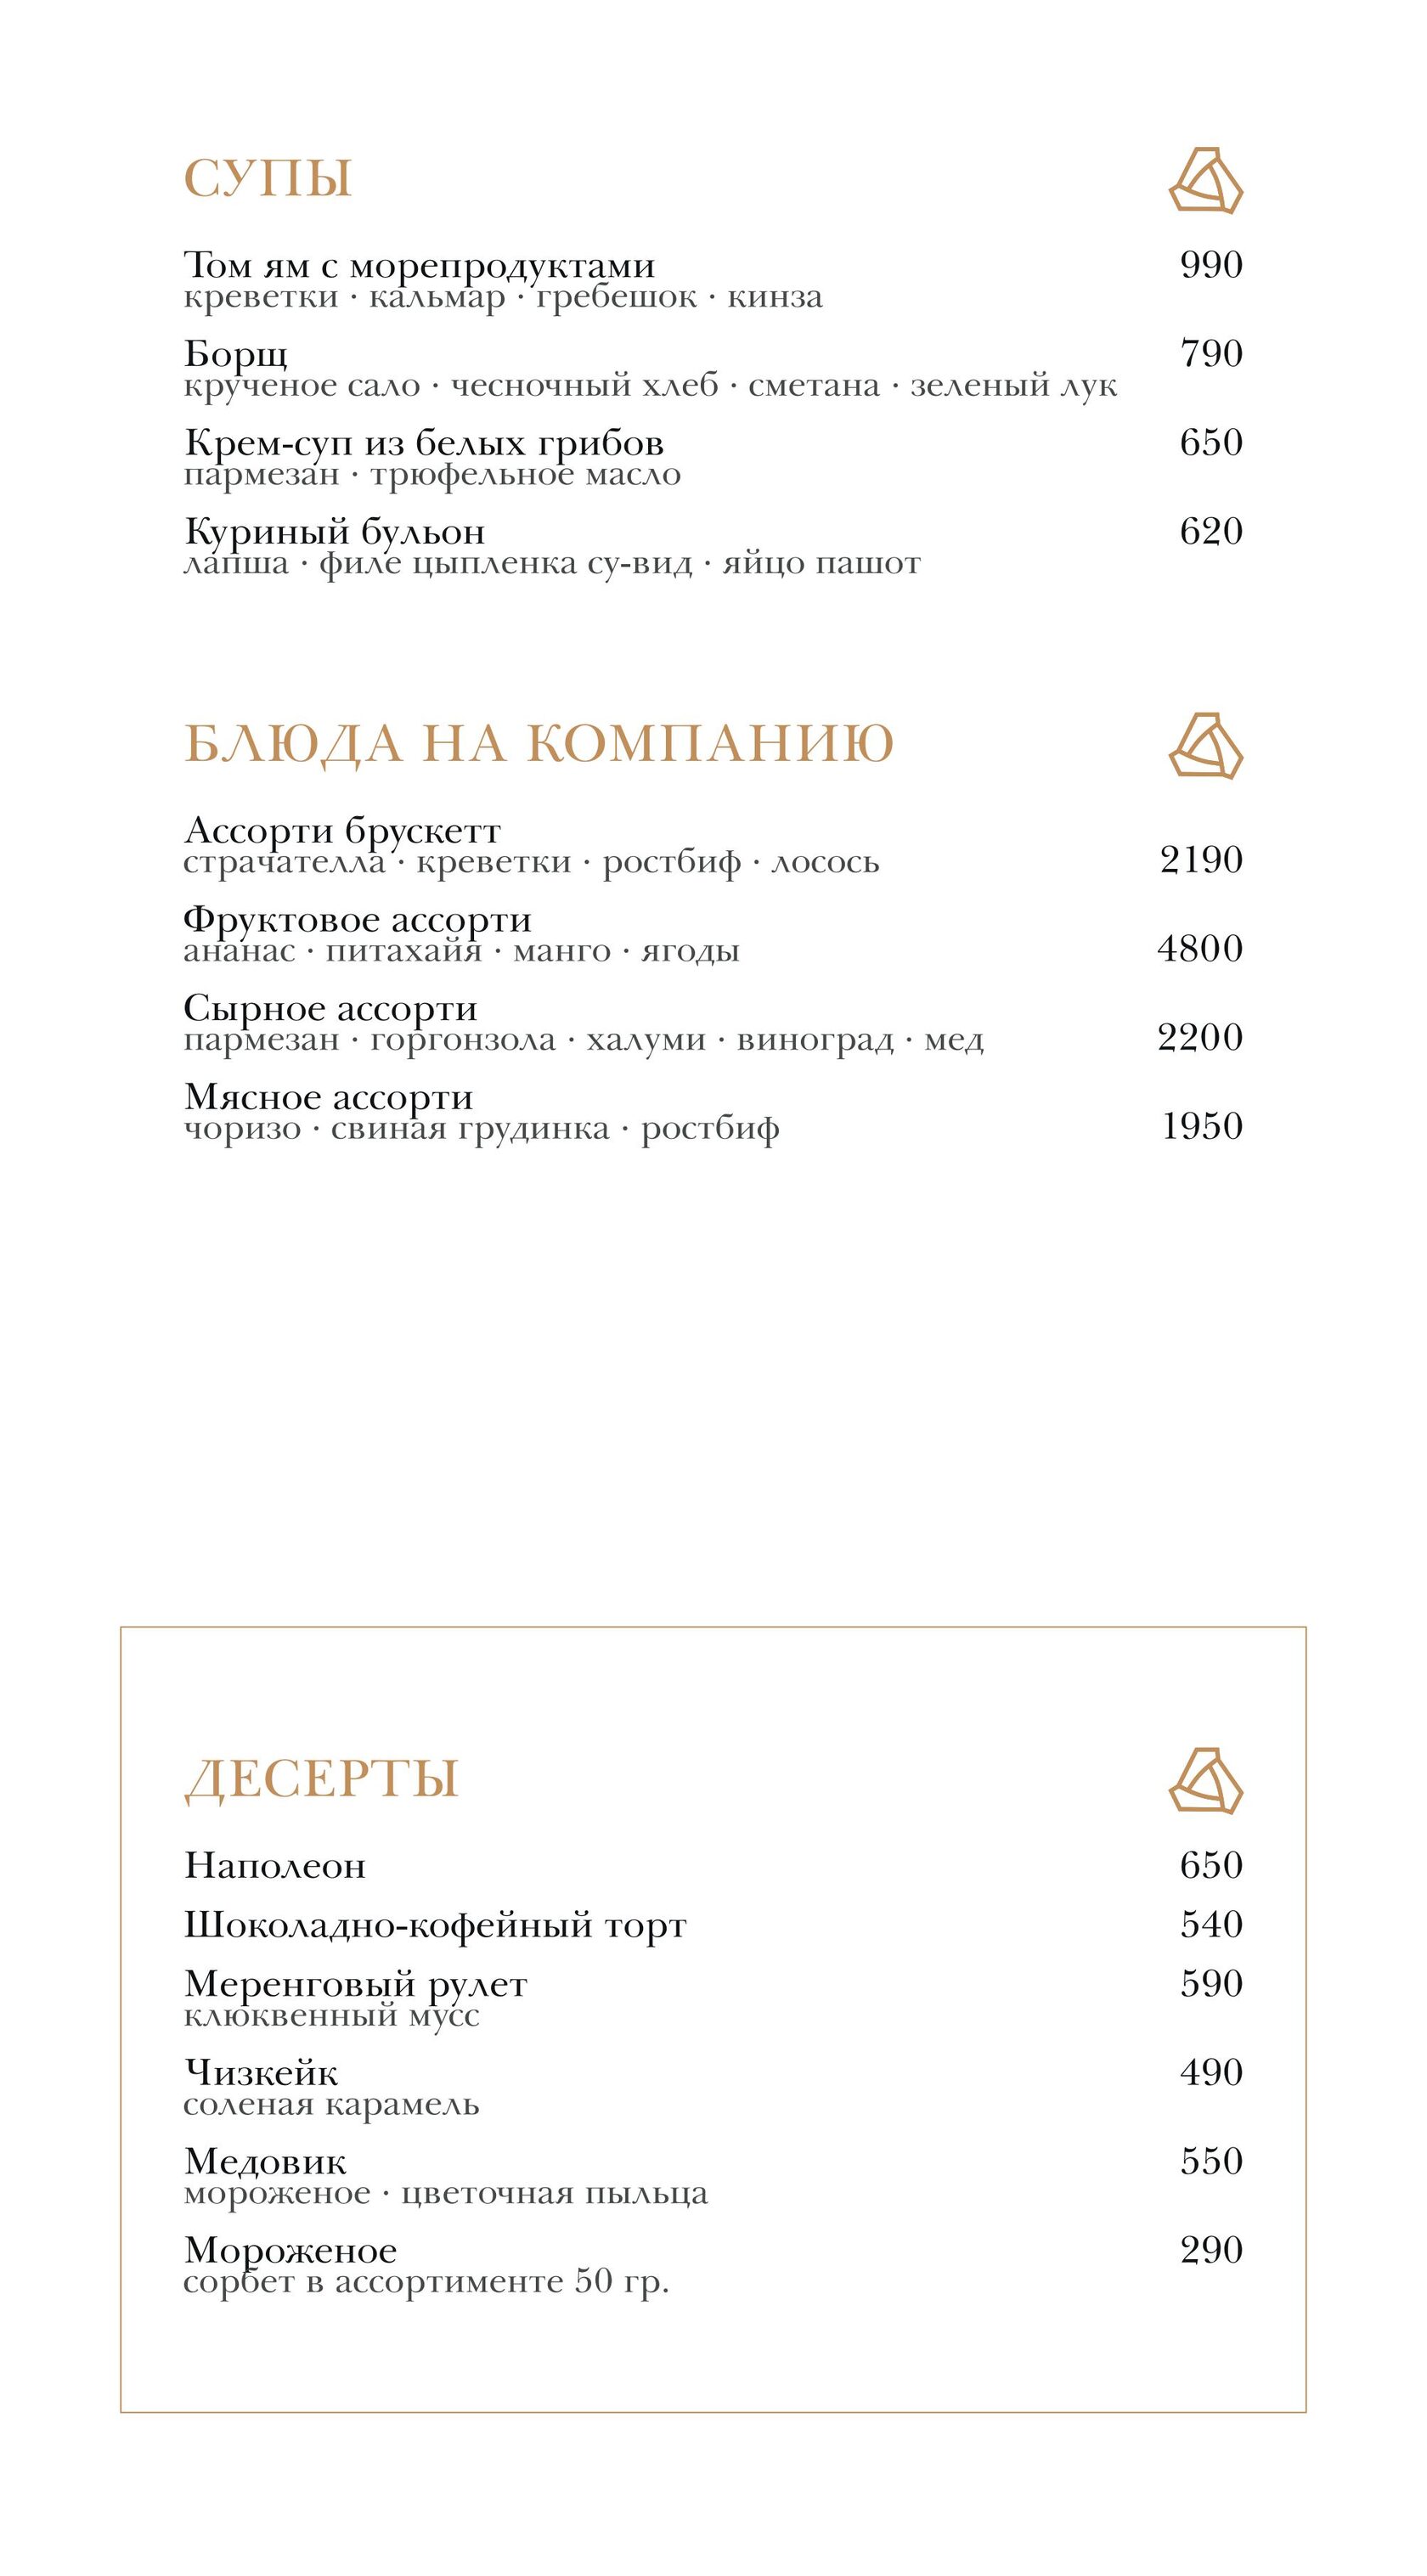 СУПЫ
Том ям с морепродуктами 990
креветки · кальмар · гребешок · кинза
Борщ 790
крученое сало · чесночный хлеб · сметана · зеленый лук
Крем-суп из белых грибов 650
пармезан · трюфельное масло
Куриный бульон 620
лапша · филе цыпленка су-вид · яйцо пашот
БЛЮДА НА КОМПАНИЮ
Ассорти брускетт
страчателла · креветки · ростбиф · лосось 2190
Фруктовое ассорти
ананас · питахайя · манго · ягоды 4800
Сырное ассорти
пармезан · горгонзола · халуми · виноград · мед 2200
Мясное ассорти
чоризо · свиная грудинка · ростбиф 1950
ДЕСЕРТЫ
Наполеон 650
Шоколадно-кофейный торт 540
Меренговый рулет 590
клюквенный мусс
Чизкейк 490
соленая карамель
Медовик 550
мороженое · цветочная пыльца
Мороженое 290
сорбет в ассортименте 50 гр.